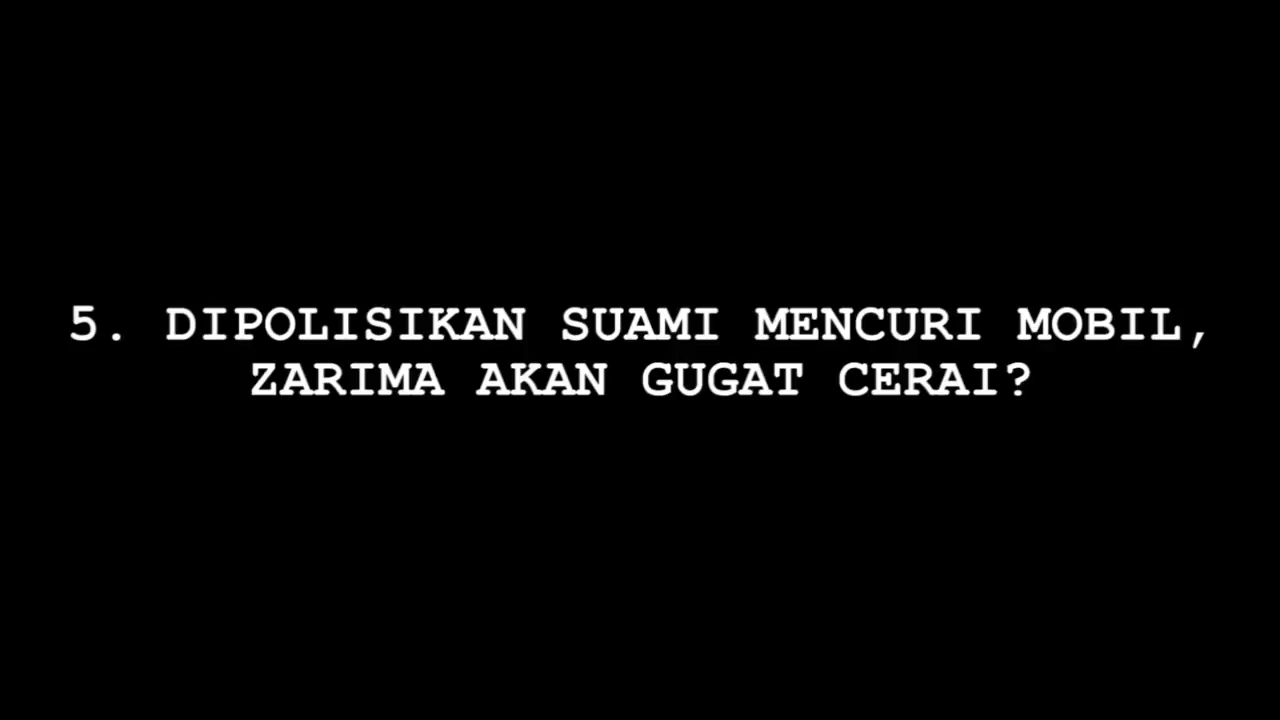 5. DIPOLISIKAN SUAMI MENCURI MOBIL,
ZARIMA AKAN GUGAT CERAI?